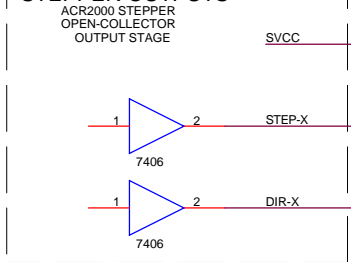 ACR2000 STEPPER
OPEN-COLLECTOR
OUTPUT STAGE
SVCC
1 2 STEP-X
7406
1 2 DIR-X
7406